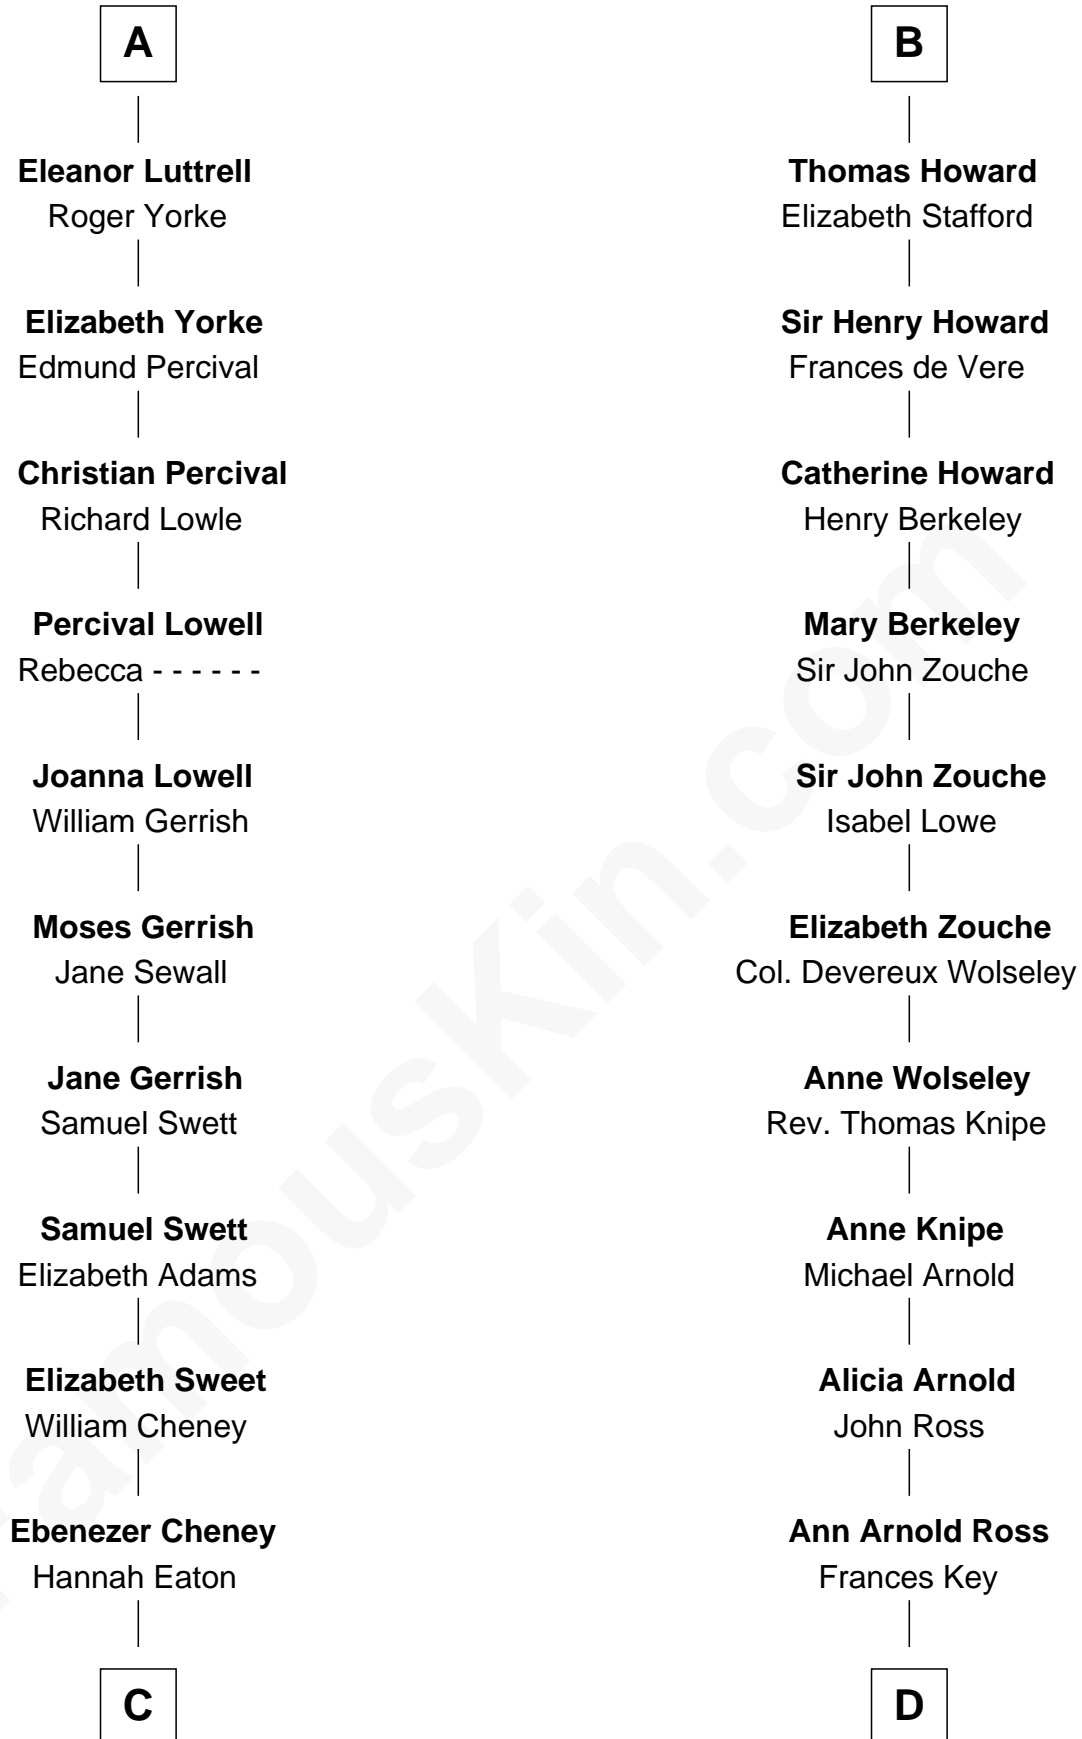 A
Eleanor Luttrell
Roger Yorke
Elizabeth Yorke
Edmund Percival
Christian Percival
Richard Lowle
Percival Lowell
Rebecca - - - - - -
Joanna Lowell
William Gerrish
Moses Gerrish
Jane Sewall
Jane Gerrish
Samuel Swett
Samuel Swett
Elizabeth Adams
Elizabeth Sweet
William Cheney
Ebenezer Cheney
Hannah Eaton
C
B
Thomas Howard
Elizabeth Stafford
Sir Henry Howard
Frances de Vere
Catherine Howard
Henry Berkeley
Mary Berkeley
Sir John Zouche
Sir John Zouche
Isabel Lowe
Elizabeth Zouche
Col. Devereux Wolseley
Anne Wolseley
Rev. Thomas Knipe
Anne Knipe
Michael Arnold
Alicia Arnold
John Ross
Ann Arnold Ross
Frances Key
D
FamousKin.com